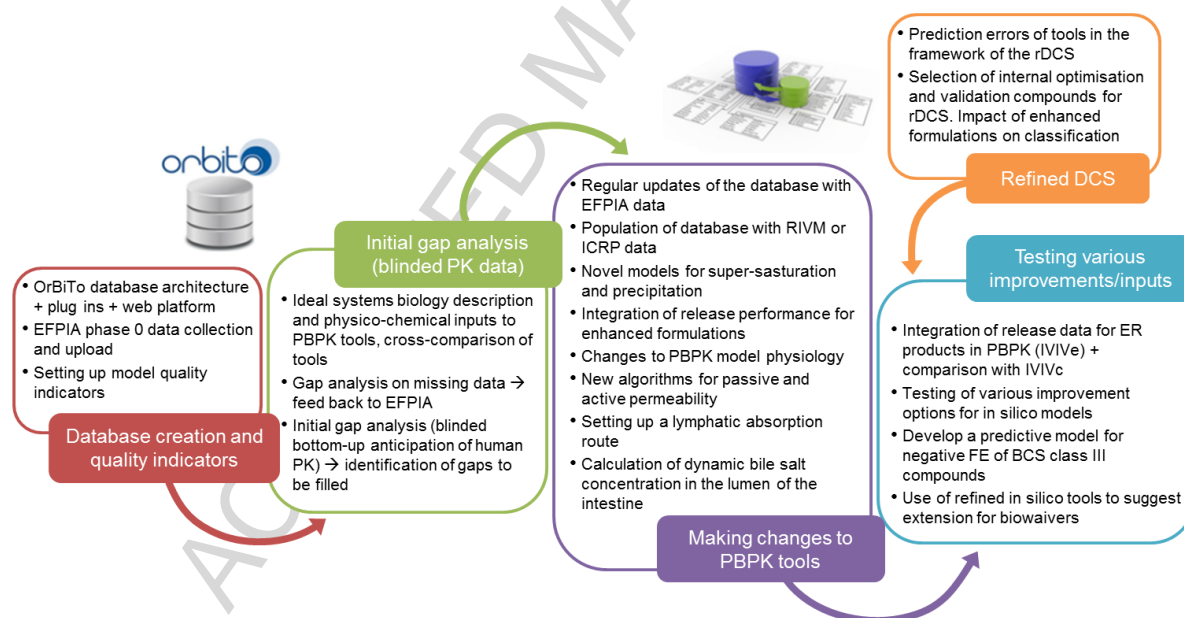 orbito
• OrBiTo database architecture
+ plug ins + web platform
• EFPIA phase 0 data collection
and upload
• Setting up model quality
indicators
Database creation and
quality indicators
Initial gap analysis
(blinded PK data)
• Ideal systems biology description
and physico-chemical inputs to
PBPK tools, cross-comparison of
tools
• Gap analysis on missing data →
feed back to EFPIA
• Initial gap analysis (blinded
bottom-up anticipation of human
PK) → identification of gaps to
be filled
• Regular updates of the database with
EFPIA data
• Population of database with RIVM or
ICRP data
• Novel models for super-sasturation
and precipitation
• Integration of release performance for
enhanced formulations
• Changes to PBPK model physiology
• New algorithms for passive and
active permeability
• Setting up a lymphatic absorption
route
• Calculation of dynamic bile salt
concentration in the lumen of the
intestine
Making changes to
PBPK tools
• Prediction errors of tools in the
framework of the rDCS
• Selection of internal optimisation
and validation compounds for
rDCS. Impact of enhanced
formulations on classification
Refined DCS
Testing various
improvements/inputs
• Integration of release data for ER
products in PBPK (IVIVe) +
comparison with IVIVc
• Testing of various improvement
options for in silico models
• Develop a predictive model for
negative FE of BCS class III
compounds
• Use of refined in silico tools to suggest
extension for biowaivers